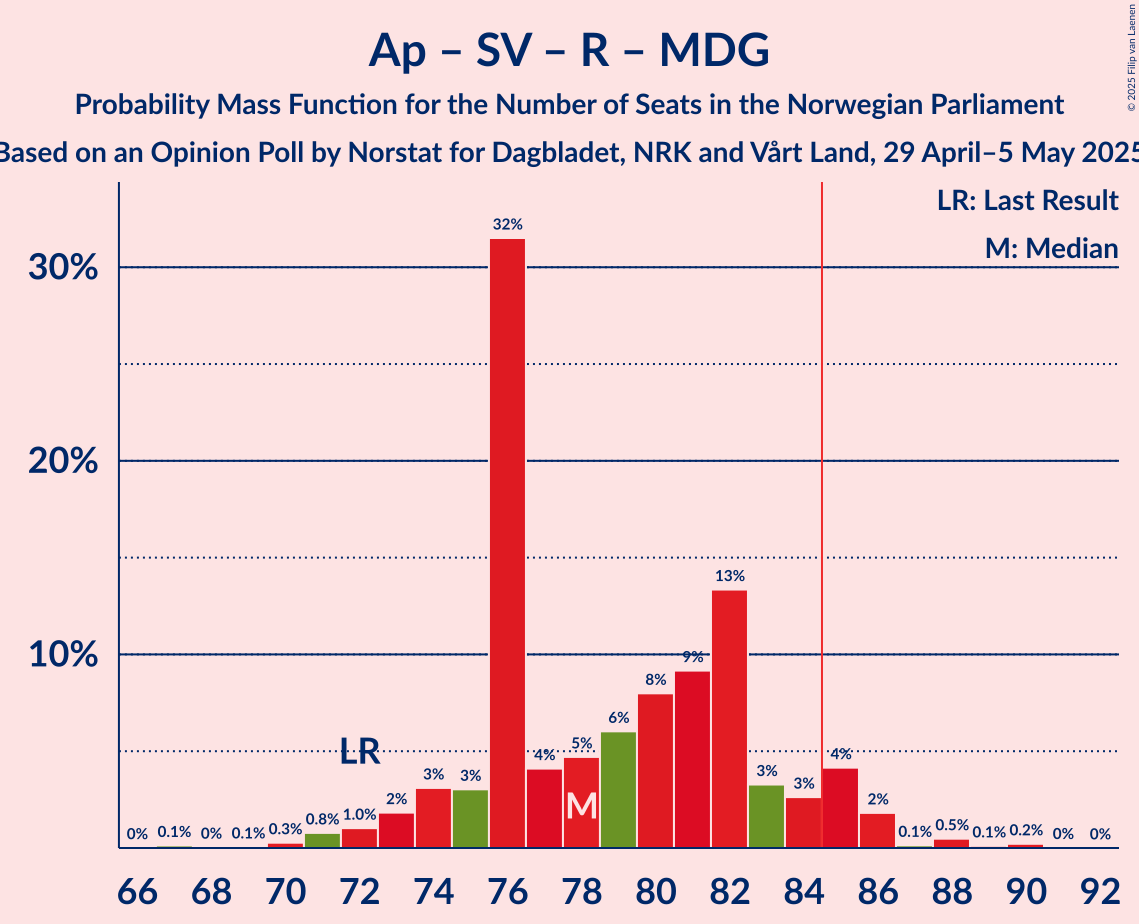 Ap – SV – R – MDG
Probability Mass Function for the Number of Seats in the Norwegian Parliament
Based on an Opinion Poll by Norstat for Dagbladet, NRK and Vårt Land, 29 April–5 May 2025
© 2025 Filip van Laenen
LR: Last Result
M: Median
30%
20%
10%
LR
M
0% 0.1% 0% 0.1% 0.3% 0.8% 1.0% 2% 3% 3% 32% 4% 5% 6% 8% 9% 13% 3% 3% 4% 2% 0.1% 0.5% 0.1% 0.2% 0% 0%
66 68 70 72 74 76 78 80 82 84 86 88 90 92